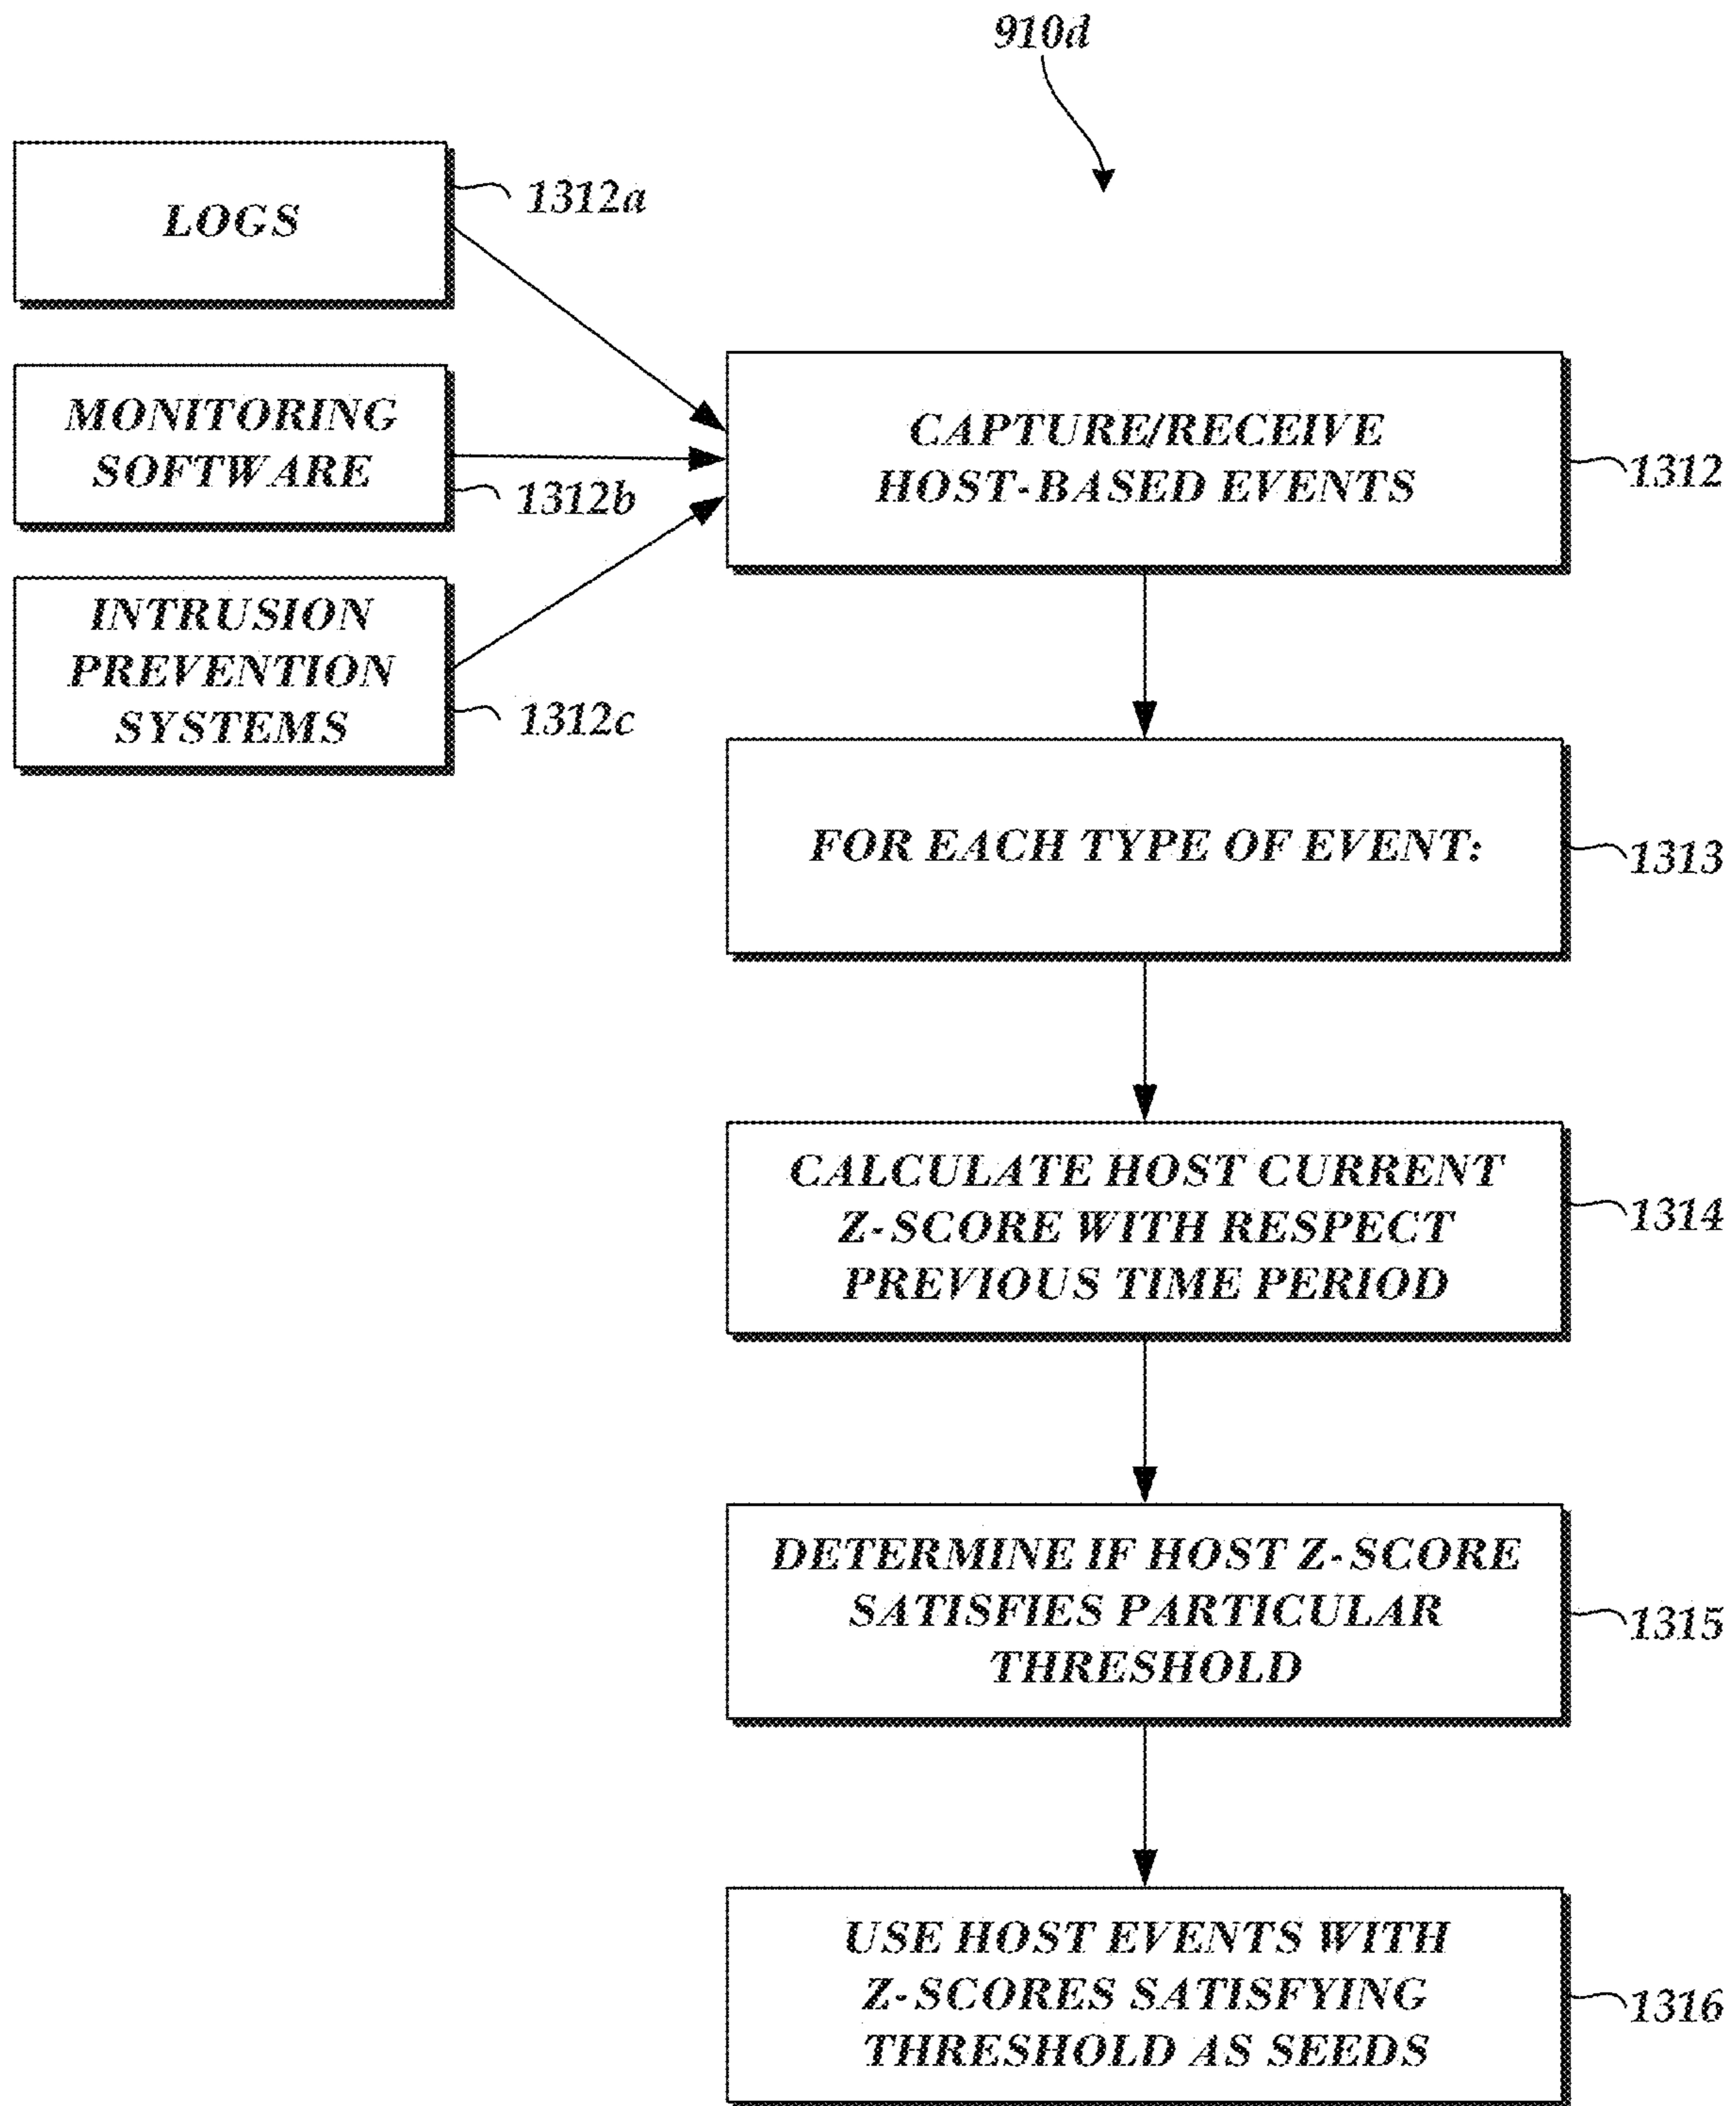 910d
LOGS
1312a
MONITORING
SOFTWARE
1312b
INTRUSION
PREVENTION
SYSTEMS
1312c
CAPTURE/RECEIVE
HOST-BASED EVENTS
1312
FOR EACH TYPE OF EVENT:
1313
CALCULATE HOST CURRENT
Z-SCORE WITH RESPECT
PREVIOUS TIME PERIOD
1314
DETERMINE IF HOST Z-SCORE
SATISFIES PARTICULAR
THRESHOLD
1315
USE HOST EVENTS WITH
Z-SCORES SATISFYING
THRESHOLD AS SEEDS
1316